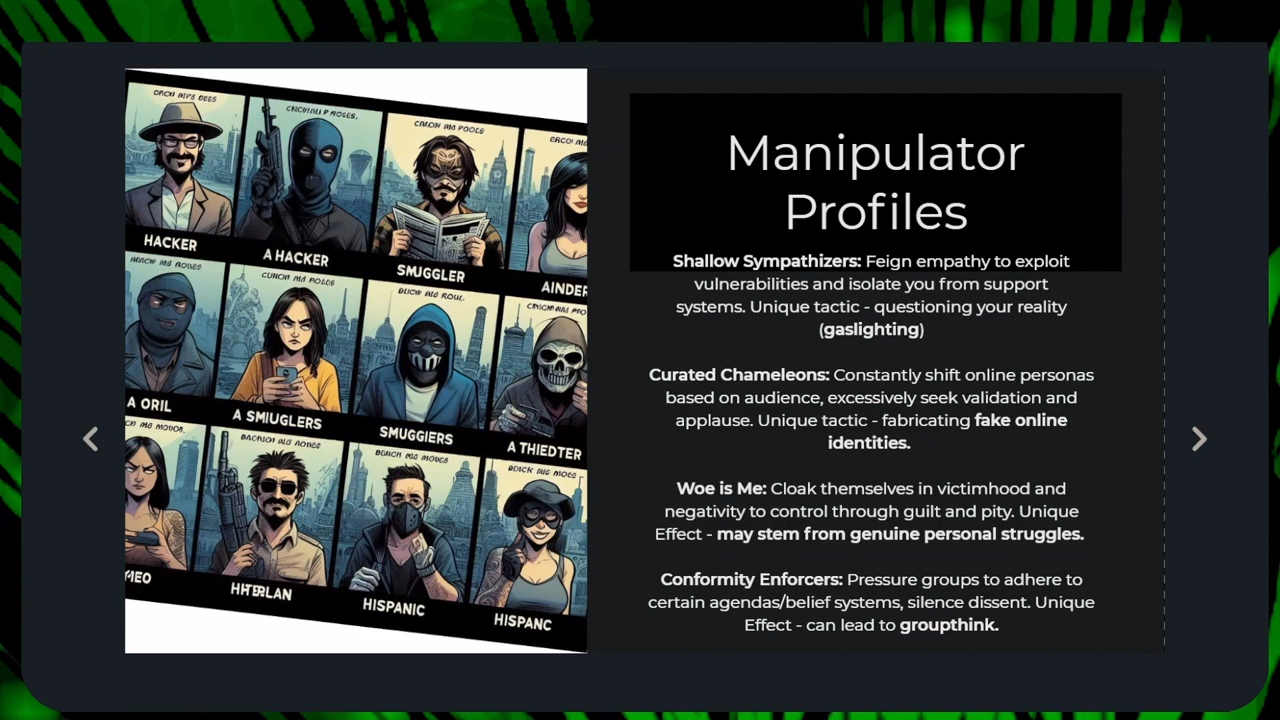 Manipulator
Profiles
Shallow Sympathizers: Feign empathy to exploit
vulnerabilities and isolate you from support
systems. Unique tactic - questioning your reality
(gaslighting)
Curated Chameleons: Constantly shift online personas
based on audience, excessively seek validation and
applause. Unique tactic - fabricating fake online
identities.
Woe is Me: Cloak themselves in victimhood and
negativity to control through guilt and pity. Unique
Effect - may stem from genuine personal struggles.
Conformity Enforcers: Pressure groups to adhere to
certain agendas/belief systems, silence dissent. Unique
Effect - can lead to groupthink.
HACKER
A HACKER
SMUGGLER
AINDER
A ORIL
A SMIUGLERS
SMUGGIERS
A THIEDTER
MEO
HISPANIC
HISPANC